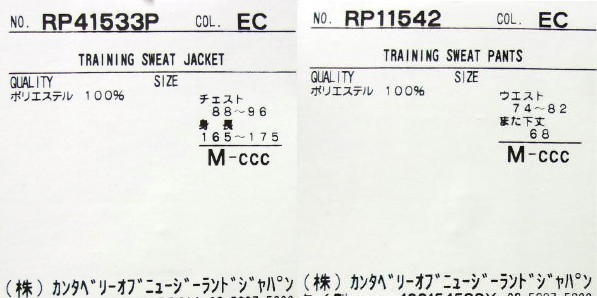 NO. RP41533P COL. EC
TRAINING SWEAT JACKET
QUALITY SIZE
ポリエステル 100%
チェスト
88~96
身長
165~175
M-CCC
(株) カンタベリーオブニュージーランドジャパン
NO. RP11542 COL. EC
TRAINING SWEAT PANTS
QUALITY SIZE
ポリエステル 100%
ウエスト
74~82
また下丈
68
M-CCC
(株) カンタベリーオブニュージーランドジャパン